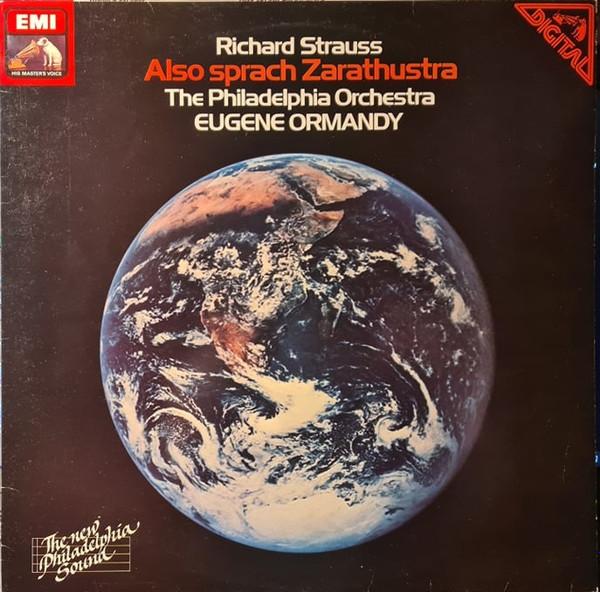 EMI
HIS MASTER'S VOICE
DIGITAL
Richard Strauss
Also sprach Zarathustra
The Philadelphia Orchestra
EUGENE ORMANDY
The new
Philadelphia
Sound